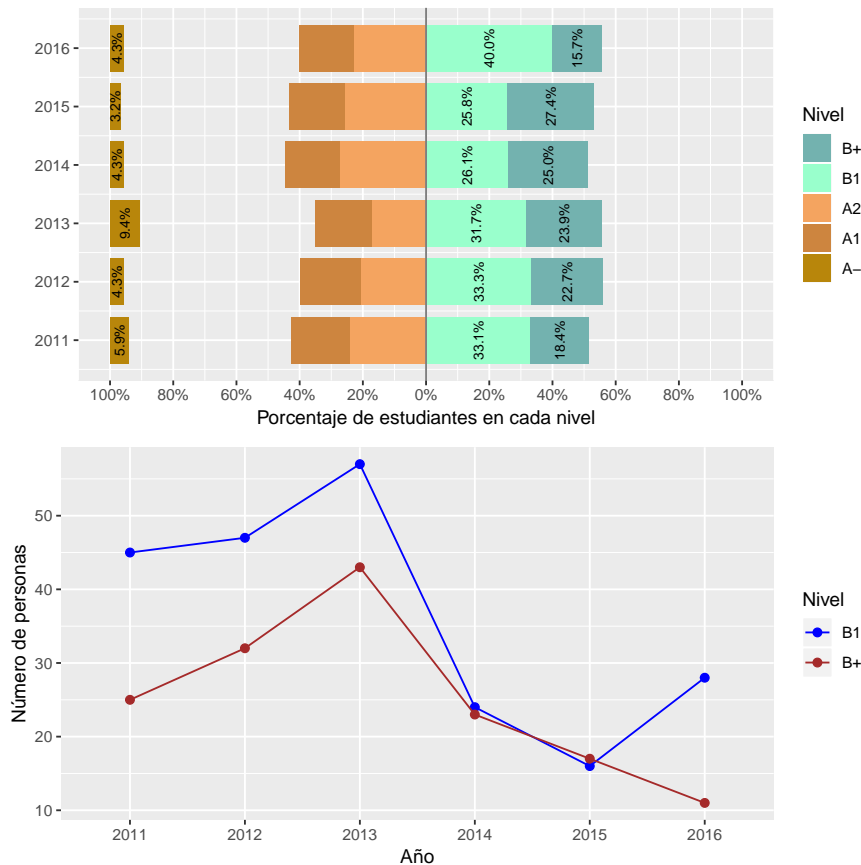 2016
4.3%
40.0%
15.7%
2015
3.2%
25.8%
27.4%
2014
4.3%
26.1%
25.0%
2013
9.4%
31.7%
23.9%
2012
4.3%
33.3%
22.7%
2011
5.9%
33.1%
18.4%
100% 80% 60% 40% 20% 0% 20% 40% 60% 80% 100%
Porcentaje de estudiantes en cada nivel
Nivel
B+
B1
A2
A1
A−
Número de personas
50
40
30
20
10
2011 2012 2013 2014 2015 2016
Año
Nivel
B1
B+